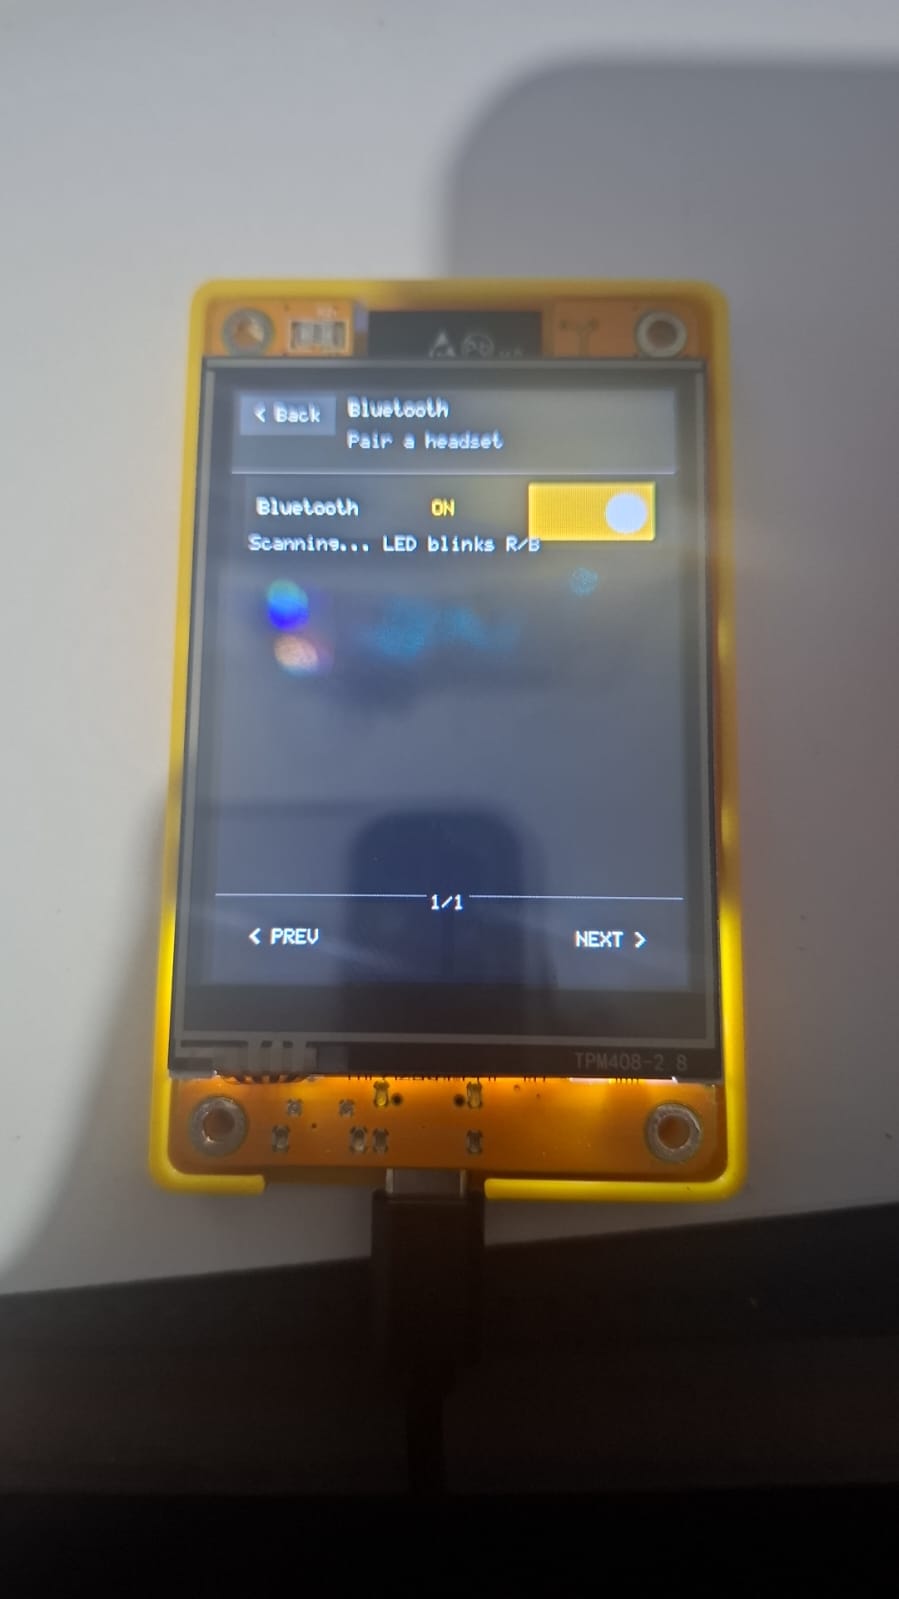 < Back
Bluetooth
Pair a headset
Bluetooth ON
Scanning... LED blinks R/B
1/1
< PREV
NEXT >
TPM408-2.8